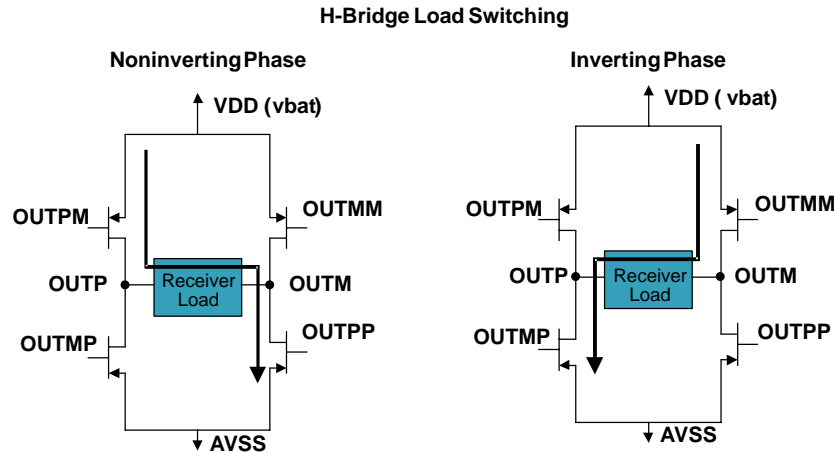 H-Bridge Load Switching
Noninverting Phase
VDD (vbat)
OUTPM
OUTMM
OUTP
Receiver
Load
OUTM
OUTMP
OUTPP
AVSS
Inverting Phase
VDD ( vbat)
OUTPM
OUTMM
OUTP
Receiver
Load
OUTM
OUTMP
OUTPP
AVSS